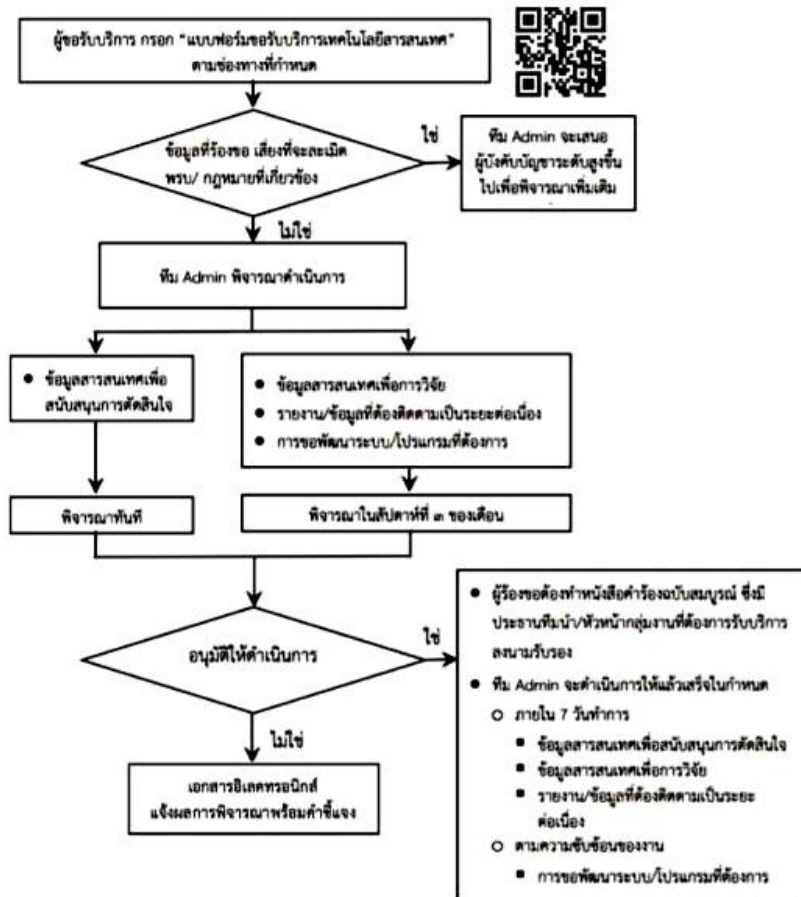 ผู้ขอรับบริการ กรอก “แบบฟอร์มขอรับบริการเทคโนโลยีสารสนเทศ”
ตามช่องทางที่กำหนด
ข้อมูลที่ร้องขอ เสี่ยงที่จะละเมิด
พรบ/ กฎหมายที่เกี่ยวข้อง
ใช่
ทีม Admin จะเสนอ
ผู้บังคับบัญชาระดับสูงขึ้น
ไปเพื่อพิจารณาเพิ่มเติม
ไม่ใช่
ทีม Admin พิจารณาดำเนินการ
● ข้อมูลสารสนเทศเพื่อ
สนับสนุนการตัดสินใจ
● ข้อมูลสารสนเทศเพื่อการวิจัย
● รายงาน/ข้อมูลที่ต้องติดตามเป็นระยะต่อเนื่อง
● การขอพัฒนาระบบ/โปรแกรมที่ต้องการ
พิจารณาทันที
พิจารณาในสัปดาห์ที่ ๓ ของเดือน
อนุมัติให้ดำเนินการ
ใช่
● ผู้ร้องขอต้องทำหนังสือคำร้องฉบับสมบูรณ์ ซึ่งมี
ประธานทีมนำ/หัวหน้ากลุ่มงานที่ต้องการรับบริการ
ลงนามรับรอง
● ทีม Admin จะดำเนินการให้แล้วเสร็จในกำหนด
○ ภายใน 7 วันทำการ
■ ข้อมูลสารสนเทศเพื่อสนับสนุนการตัดสินใจ
■ ข้อมูลสารสนเทศเพื่อการวิจัย
■ รายงาน/ข้อมูลที่ต้องติดตามเป็นระยะ
ต่อเนื่อง
○ ตามความซับซ้อนของงาน
■ การขอพัฒนาระบบ/โปรแกรมที่ต้องการ
ไม่ใช่
เอกสารอิเลคทรอนิกส์
แจ้งผลการพิจารณาพร้อมคำชี้แจง